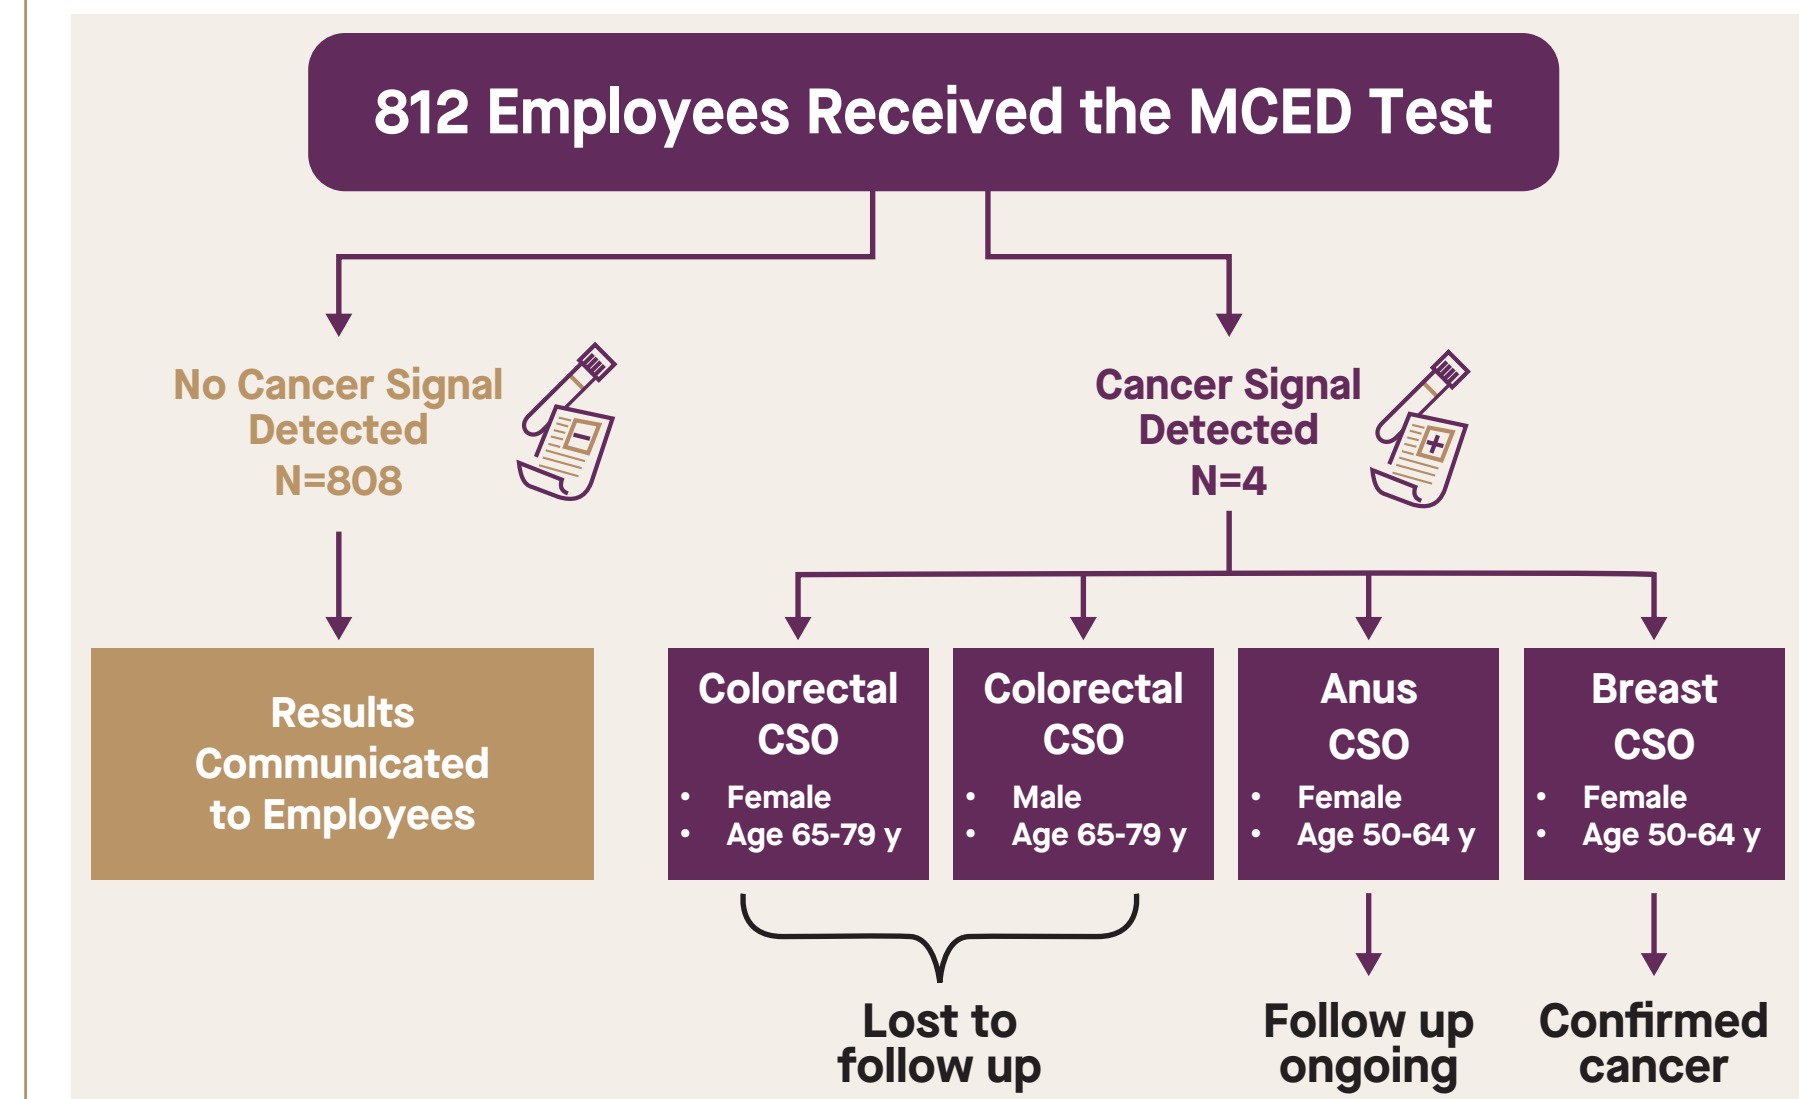 812 Employees Received the MCED Test
No Cancer Signal
Detected
N=808
Cancer Signal
Detected
N=4
Results
Communicated
to Employees
Colorectal
CSO
• Female
• Age 65-79 y
Colorectal
CSO
• Male
• Age 65-79 y
Anus
CSO
• Female
• Age 50-64 y
Breast
CSO
• Female
• Age 50-64 y
Lost to
follow up
Follow up
ongoing
Confirmed
cancer